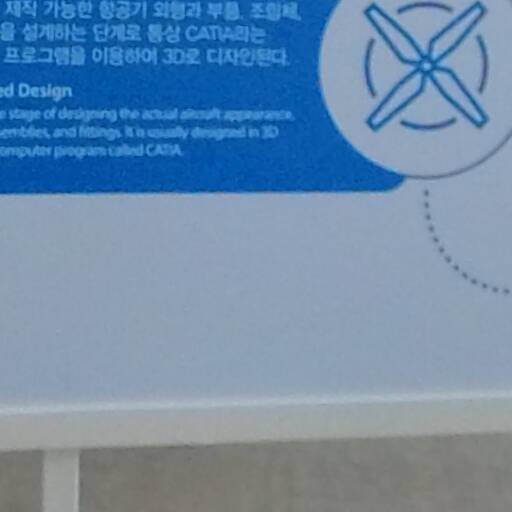 제작 가능한 항공기 외형과 부품, 조립체,
을 설계하는 단계로 통상 CATIA라는
프로그램을 이용하여 3D로 디자인된다.
ed Design
e stage of designing the actual aircraft appearance,
semblies, and fittings. It is usually designed in 3D
omputer program called CATIA.